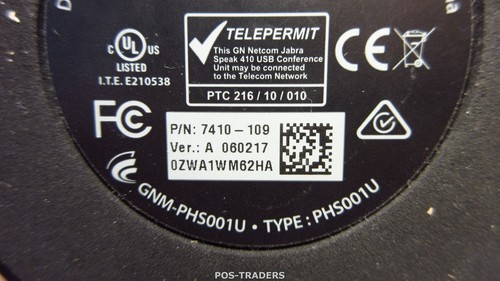 TELEPERMIT
This GN Netcom Jabra
Speak 410 USB Conference
Unit may be connected
to the Telecom Network
PTC 216 / 10 / 010
c UL US
LISTED
I.T.E. E210538
CE
FC
P/N: 7410 - 109
Ver.: A 060217
0ZWA1WM62HA
GNM-PHS001U • TYPE: PHS001U
POS-TRADERS